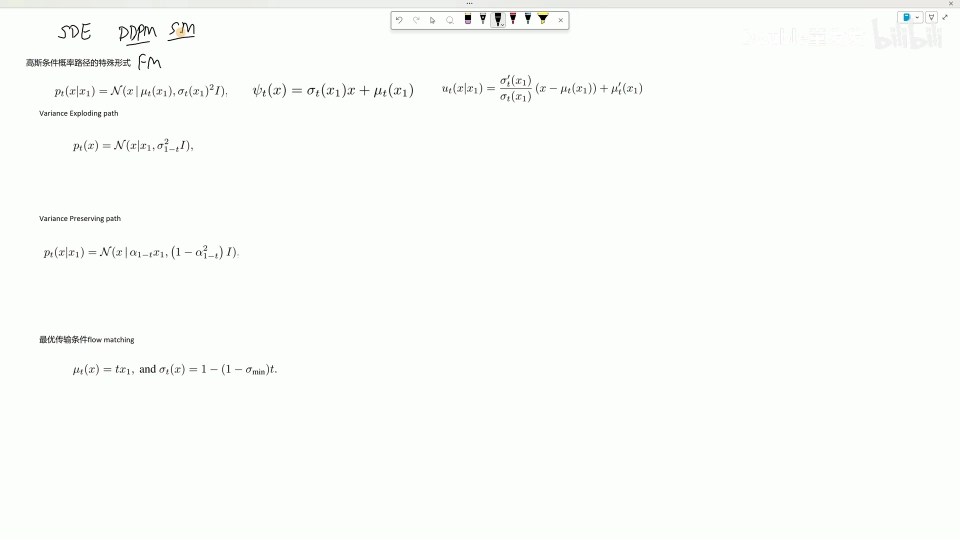 SDE DDPM SM
高斯条件概率路径的特殊形式 FM
p_t(x|x_1) = N(x | μ_t(x_1), σ_t(x_1)^2 I), ψ_t(x) = σ_t(x_1)x + μ_t(x_1) u_t(x|x_1) = σ'_t(x_1)/σ_t(x_1) (x − μ_t(x_1)) + μ'_t(x_1)
Variance Exploding path
p_t(x) = N(x|x_1, σ^2_{1−t} I),
Variance Preserving path
p_t(x|x_1) = N(x | α_{1−t}x_1, (1 − α^2_{1−t}) I).
最优传输条件flow matching
μ_t(x) = tx_1, and σ_t(x) = 1 − (1 − σ_min)t.
bilibili